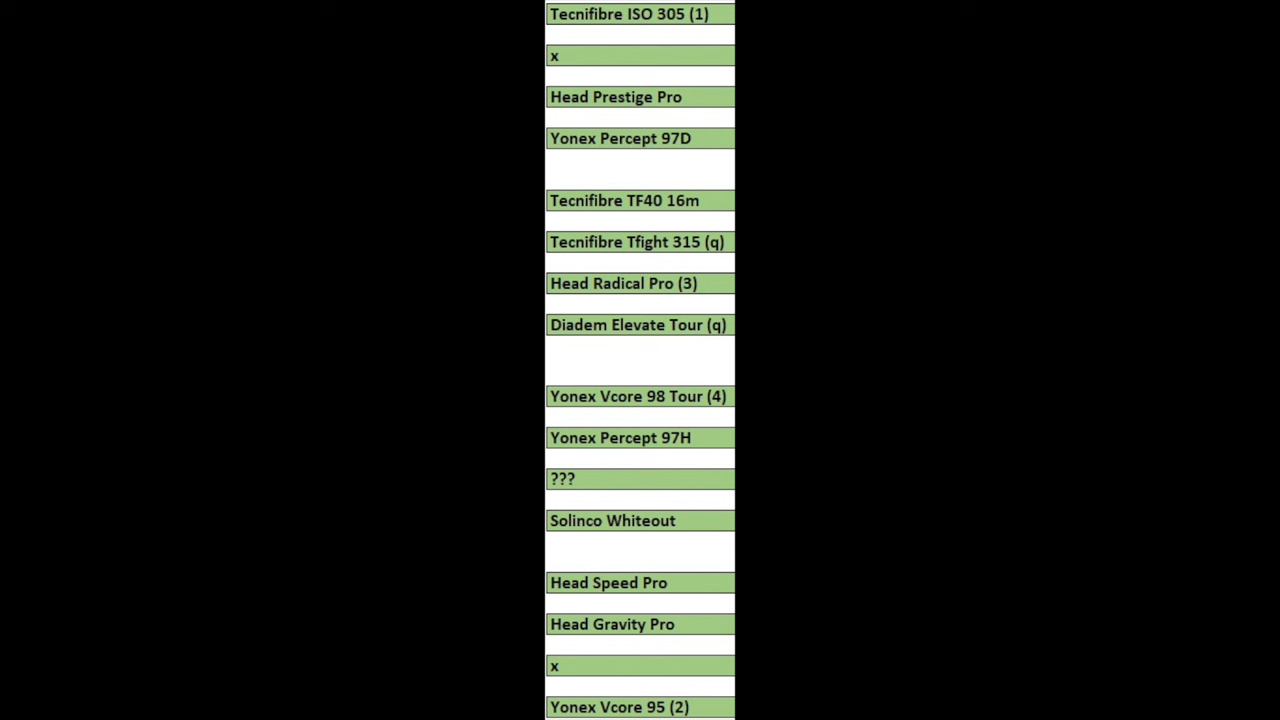 Tecnifibre ISO 305 (1)
x
Head Prestige Pro
Yonex Percept 97D
Tecnifibre TF40 16m
Tecnifibre Tfight 315 (q)
Head Radical Pro (3)
Diadem Elevate Tour (q)
Yonex Vcore 98 Tour (4)
Yonex Percept 97H
???
Solinco Whiteout
Head Speed Pro
Head Gravity Pro
x
Yonex Vcore 95 (2)